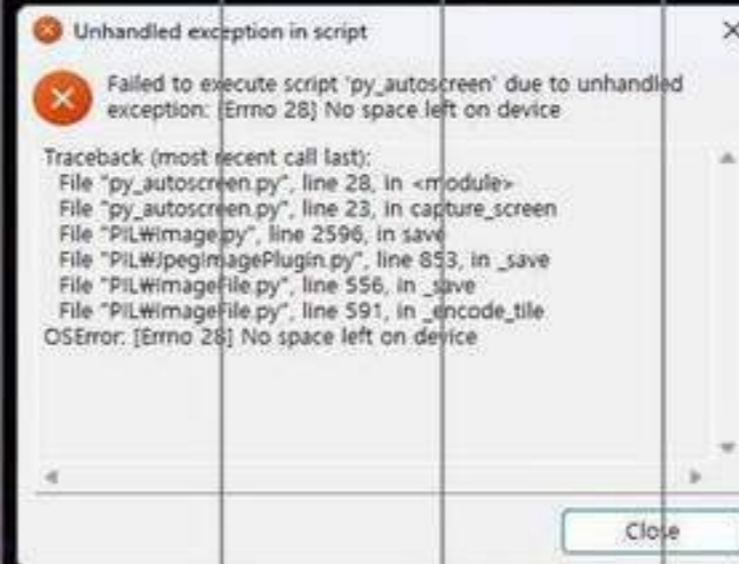 Unhandled exception in script
Failed to execute script 'py_autoscreen' due to unhandled
exception: [Errno 28] No space left on device
Traceback (most recent call last):
File "py_autoscreen.py", line 28, in <module>
File "py_autoscreen.py", line 23, in capture_screen
File "PIL₩Image.py", line 2596, in save
File "PIL₩JpegImagePlugin.py", line 853, in _save
File "PIL₩ImageFile.py", line 556, in _save
File "PIL₩ImageFile.py", line 591, in _encode_tile
OSError: [Errno 28] No space left on device
Close